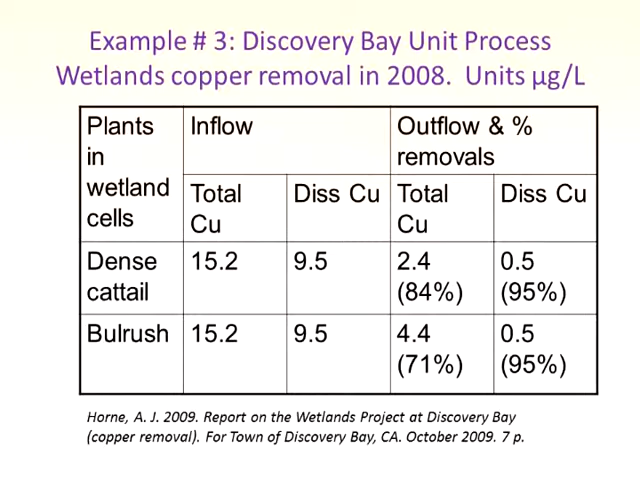 Example # 3: Discovery Bay Unit Process
Wetlands copper removal in 2008.  Units µg/L
Plants in wetland cells
Inflow
Outflow & % removals
Total Cu
Diss Cu
Total Cu
Diss Cu
Dense cattail
15.2
9.5
2.4 (84%)
0.5 (95%)
Bulrush
15.2
9.5
4.4 (71%)
0.5 (95%)
Horne, A. J. 2009. Report on the Wetlands Project at Discovery Bay
(copper removal). For Town of Discovery Bay, CA. October 2009. 7 p.